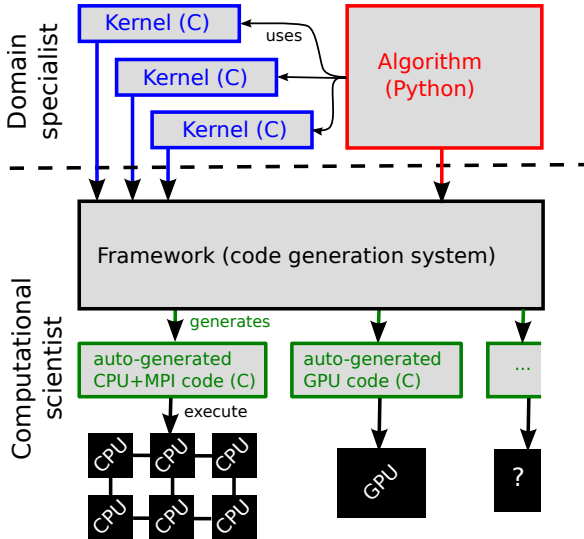 Domain
specialist
Kernel (C)
uses
Kernel (C)
Kernel (C)
Algorithm
(Python)
Computational
scientist
Framework (code generation system)
generates
auto-generated
CPU+MPI code (C)
auto-generated
GPU code (C)
...
execute
CPU
CPU
CPU
CPU
CPU
CPU
GPU
?